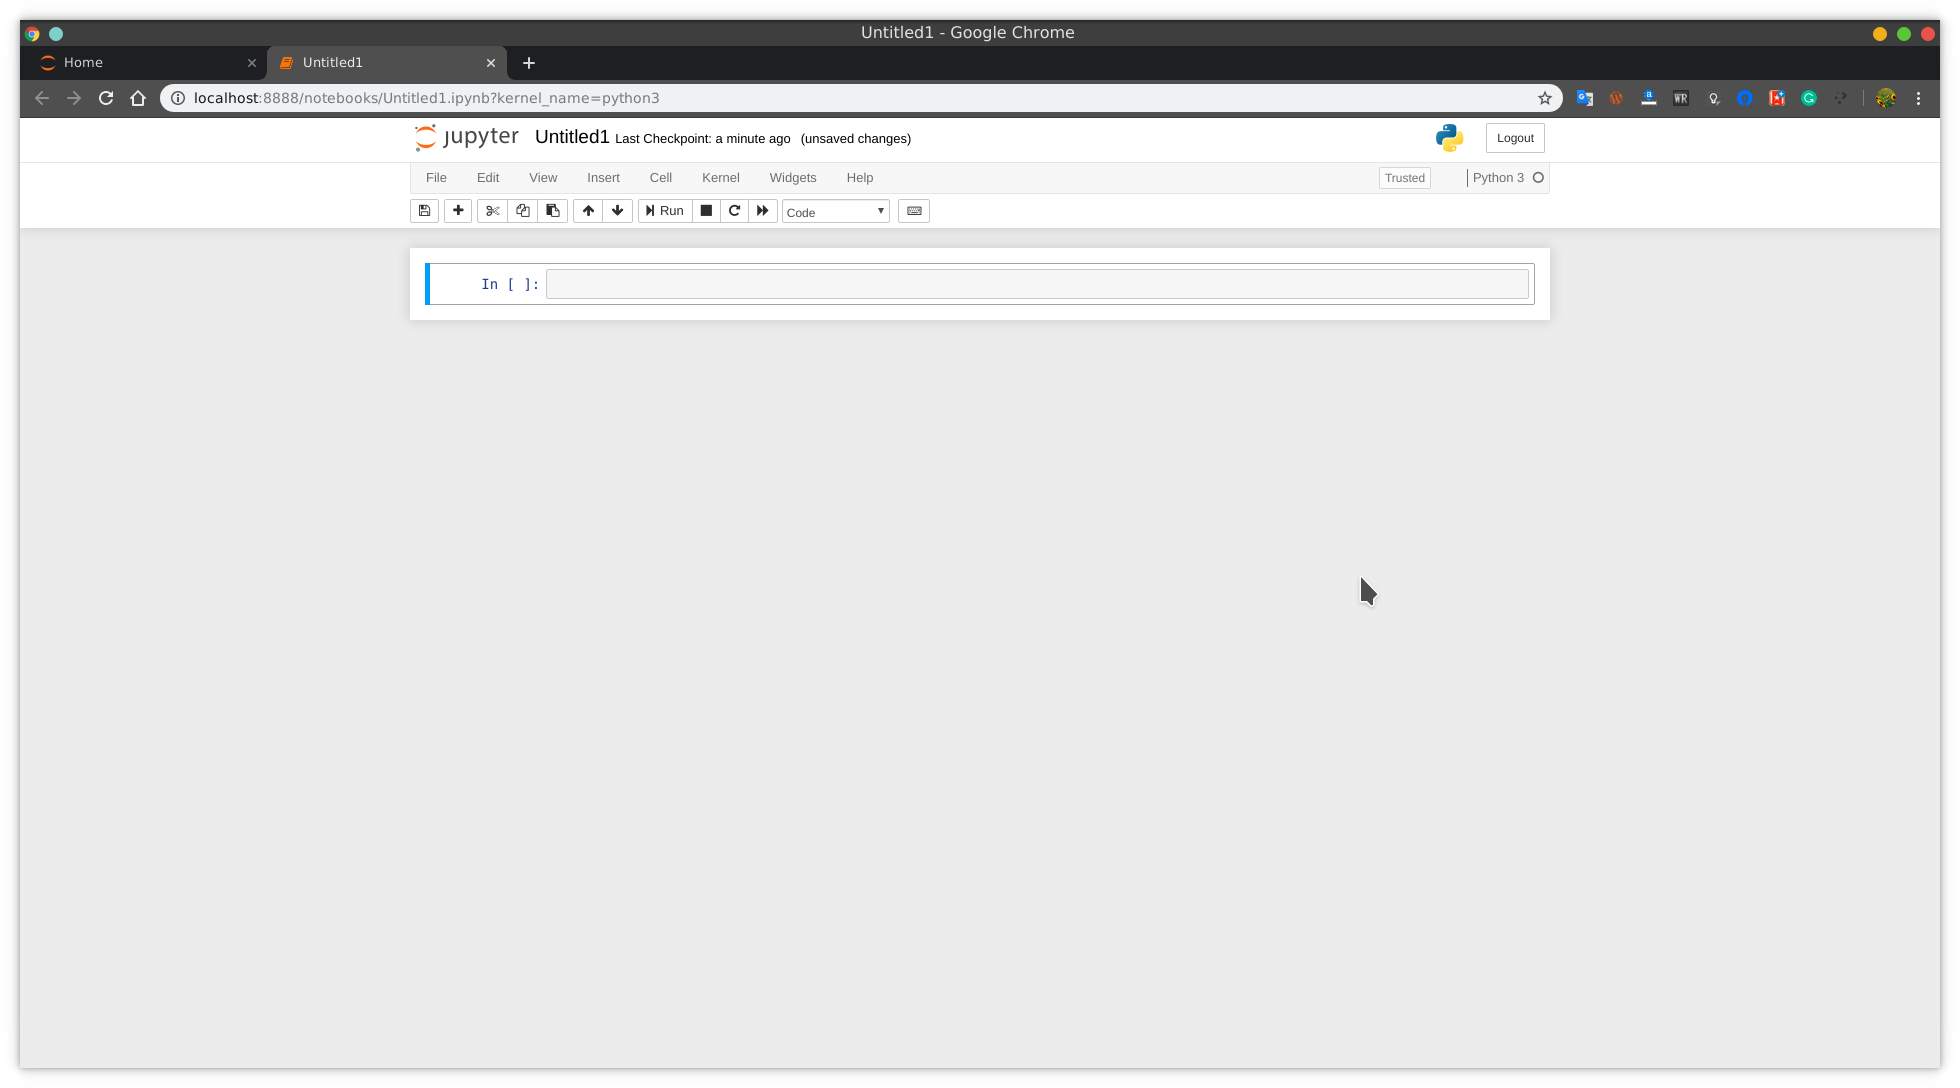 Untitled1 - Google Chrome
Home
Untitled1
localhost:8888/notebooks/Untitled1.ipynb?kernel_name=python3
WR
jupyter Untitled1 Last Checkpoint: a minute ago (unsaved changes)
Logout
File Edit View Insert Cell Kernel Widgets Help
Trusted
Python 3
Run
Code
In [ ]: